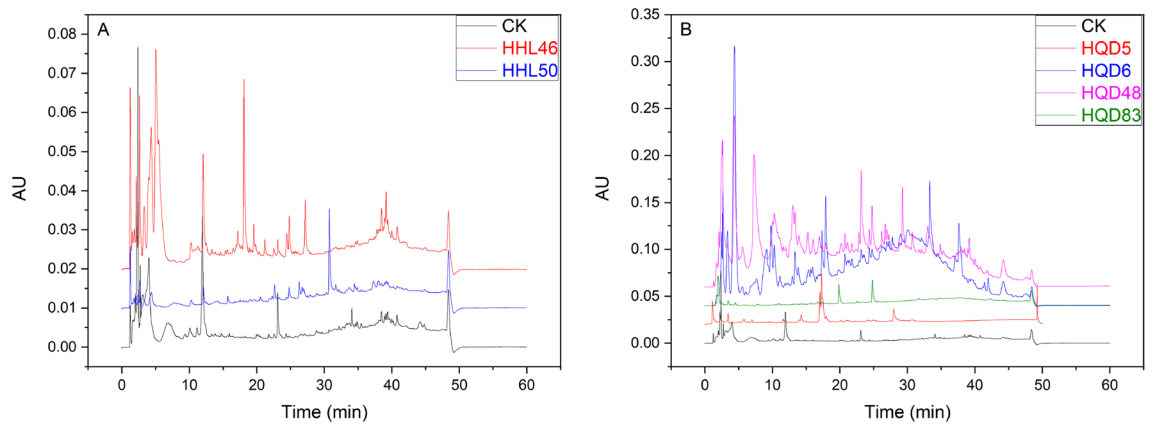 A
CK
HHL46
HHL50
0.08
0.07
0.06
0.05
0.04
0.03
0.02
0.01
0.00
AU
0 10 20 30 40 50 60
Time (min)
B
CK
HQD5
HQD6
HQD48
HQD83
0.35
0.30
0.25
0.20
0.15
0.10
0.05
0.00
AU
0 10 20 30 40 50 60
Time (min)